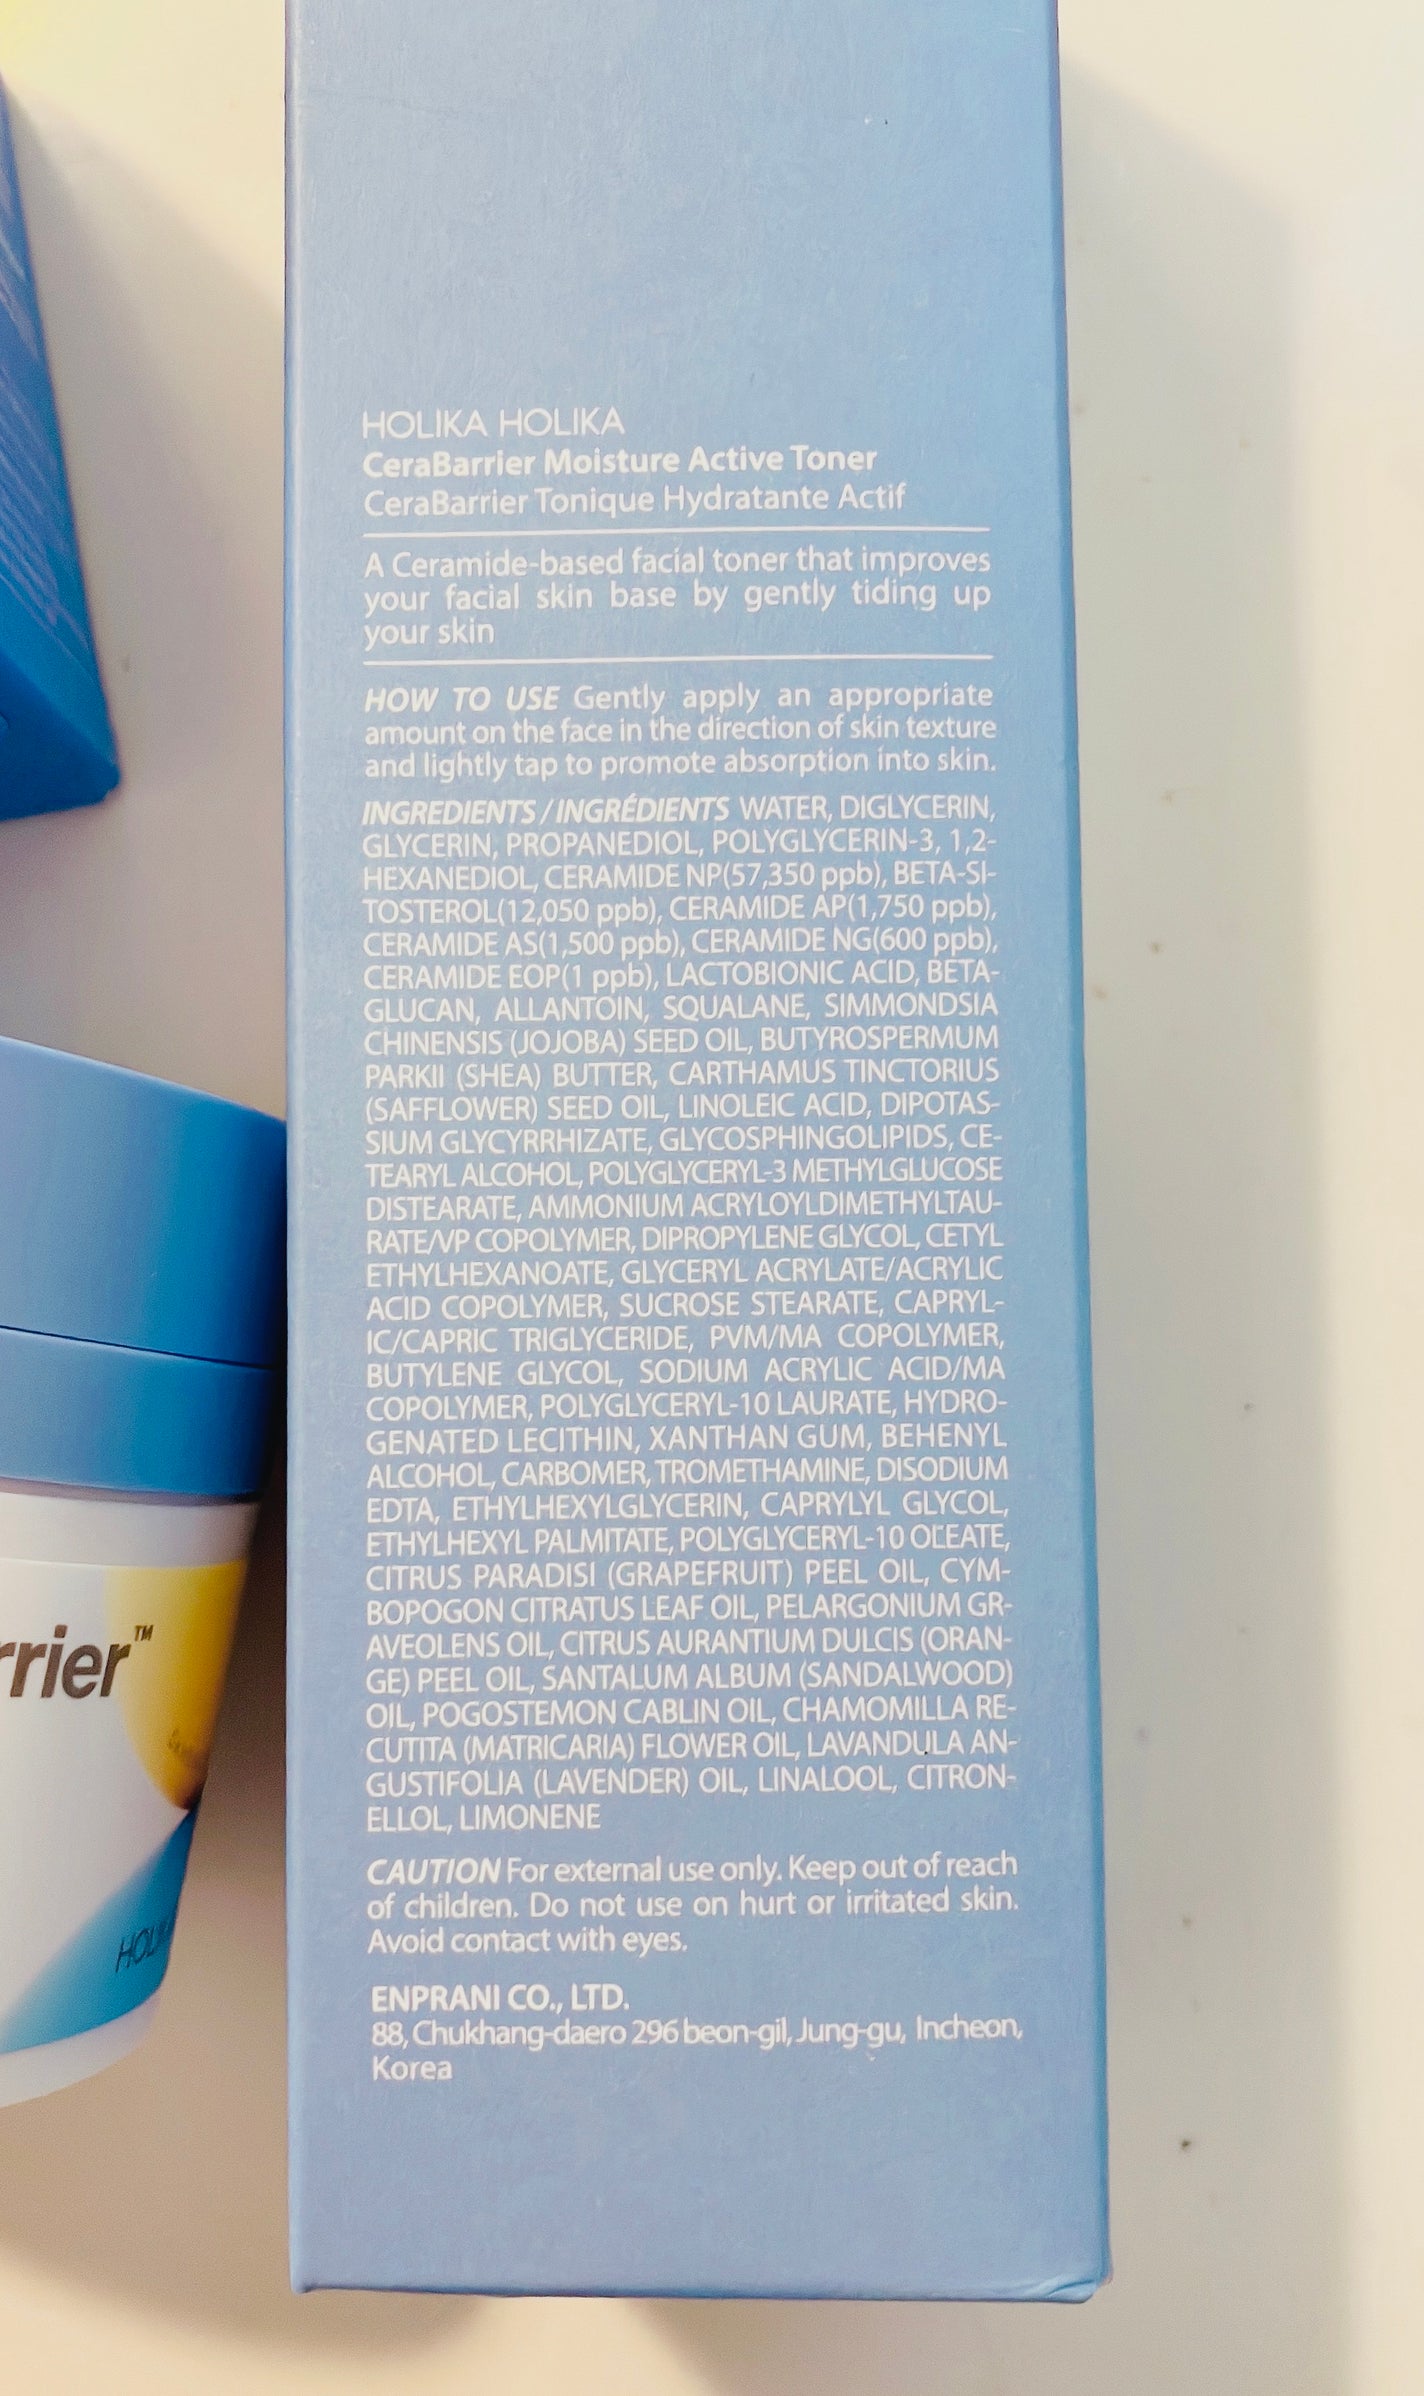 HOLIKA HOLIKA
CeraBarrier Moisture Active Toner
CeraBarrier Tonique Hydratante Actif
A Ceramide-based facial toner that improves
your facial skin base by gently tiding up
your skin
HOW TO USE Gently apply an appropriate
amount on the face in the direction of skin texture
and lightly tap to promote absorption into skin.
INGREDIENTS / INGRÉDIENTS WATER, DIGLYCERIN,
GLYCERIN, PROPANEDIOL, POLYGLYCERIN-3, 1,2-
HEXANEDIOL, CERAMIDE NP(57,350 ppb), BETA-SI-
TOSTEROL(12,050 ppb), CERAMIDE AP(1,750 ppb),
CERAMIDE AS(1,500 ppb), CERAMIDE NG(600 ppb),
CERAMIDE EOP(1 ppb), LACTOBIONIC ACID, BETA-
GLUCAN, ALLANTOIN, SQUALANE, SIMMONDSIA
CHINENSIS (JOJOBA) SEED OIL, BUTYROSPERMUM
PARKII (SHEA) BUTTER, CARTHAMUS TINCTORIUS
(SAFFLOWER) SEED OIL, LINOLEIC ACID, DIPOTAS-
SIUM GLYCYRRHIZATE, GLYCOSPHINGOLIPIDS, CE-
TEARYL ALCOHOL, POLYGLYCERYL-3 METHYLGLUCOSE
DISTEARATE, AMMONIUM ACRYLOYLDIMETHYLTAU-
RATE/VP COPOLYMER, DIPROPYLENE GLYCOL, CETYL
ETHYLHEXANOATE, GLYCERYL ACRYLATE/ACRYLIC
ACID COPOLYMER, SUCROSE STEARATE, CAPRYL-
IC/CAPRIC TRIGLYCERIDE, PVM/MA COPOLYMER,
BUTYLENE GLYCOL, SODIUM ACRYLIC ACID/MA
COPOLYMER, POLYGLYCERYL-10 LAURATE, HYDRO-
GENATED LECITHIN, XANTHAN GUM, BEHENYL
ALCOHOL, CARBOMER, TROMETHAMINE, DISODIUM
EDTA, ETHYLHEXYLGLYCERIN, CAPRYLYL GLYCOL,
ETHYLHEXYL PALMITATE, POLYGLYCERYL-10 OLEATE,
CITRUS PARADISI (GRAPEFRUIT) PEEL OIL, CYM-
BOPOGON CITRATUS LEAF OIL, PELARGONIUM GR-
AVEOLENS OIL, CITRUS AURANTIUM DULCIS (ORAN-
GE) PEEL OIL, SANTALUM ALBUM (SANDALWOOD)
OIL, POGOSTEMON CABLIN OIL, CHAMOMILLA RE-
CUTITA (MATRICARIA) FLOWER OIL, LAVANDULA AN-
GUSTIFOLIA (LAVENDER) OIL, LINALOOL, CITRON-
ELLOL, LIMONENE
CAUTION For external use only. Keep out of reach
of children. Do not use on hurt or irritated skin.
Avoid contact with eyes.
ENPRANI CO., LTD.
88, Chukhang-daero 296 beon-gil, Jung-gu, Incheon,
Korea
rrier™